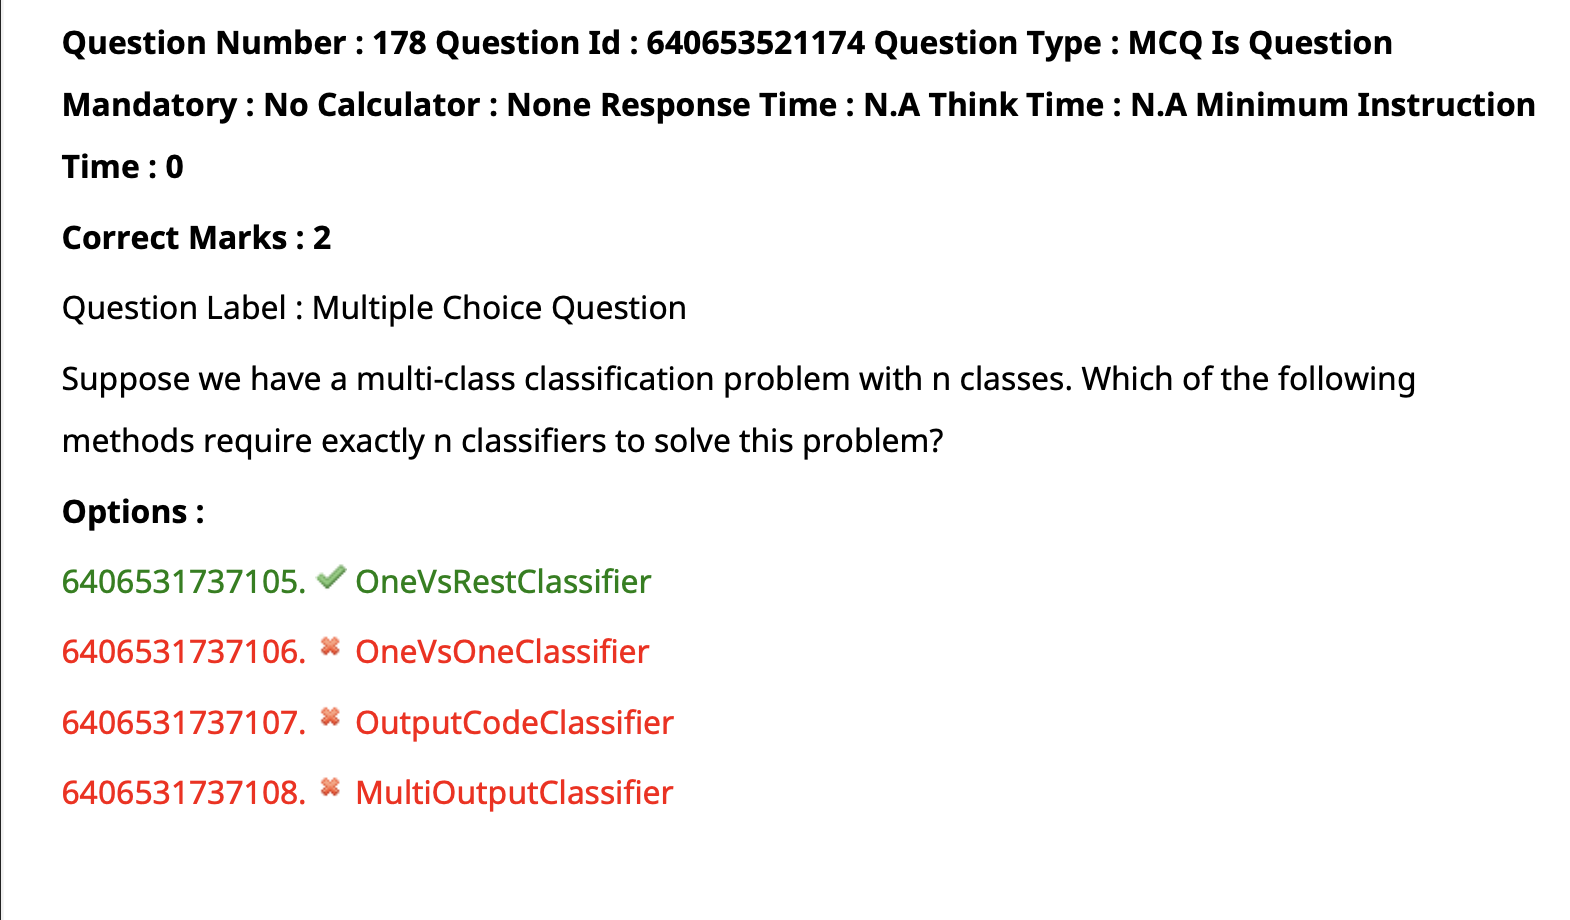 Question Number : 178 Question Id : 640653521174 Question Type : MCQ Is Question
Mandatory : No Calculator : None Response Time : N.A Think Time : N.A Minimum Instruction
Time : 0
Correct Marks : 2
Question Label : Multiple Choice Question
Suppose we have a multi-class classification problem with n classes. Which of the following
methods require exactly n classifiers to solve this problem?
Options :
6406531737105. ✔ OneVsRestClassifier
6406531737106. ✖ OneVsOneClassifier
6406531737107. ✖ OutputCodeClassifier
6406531737108. ✖ MultiOutputClassifier